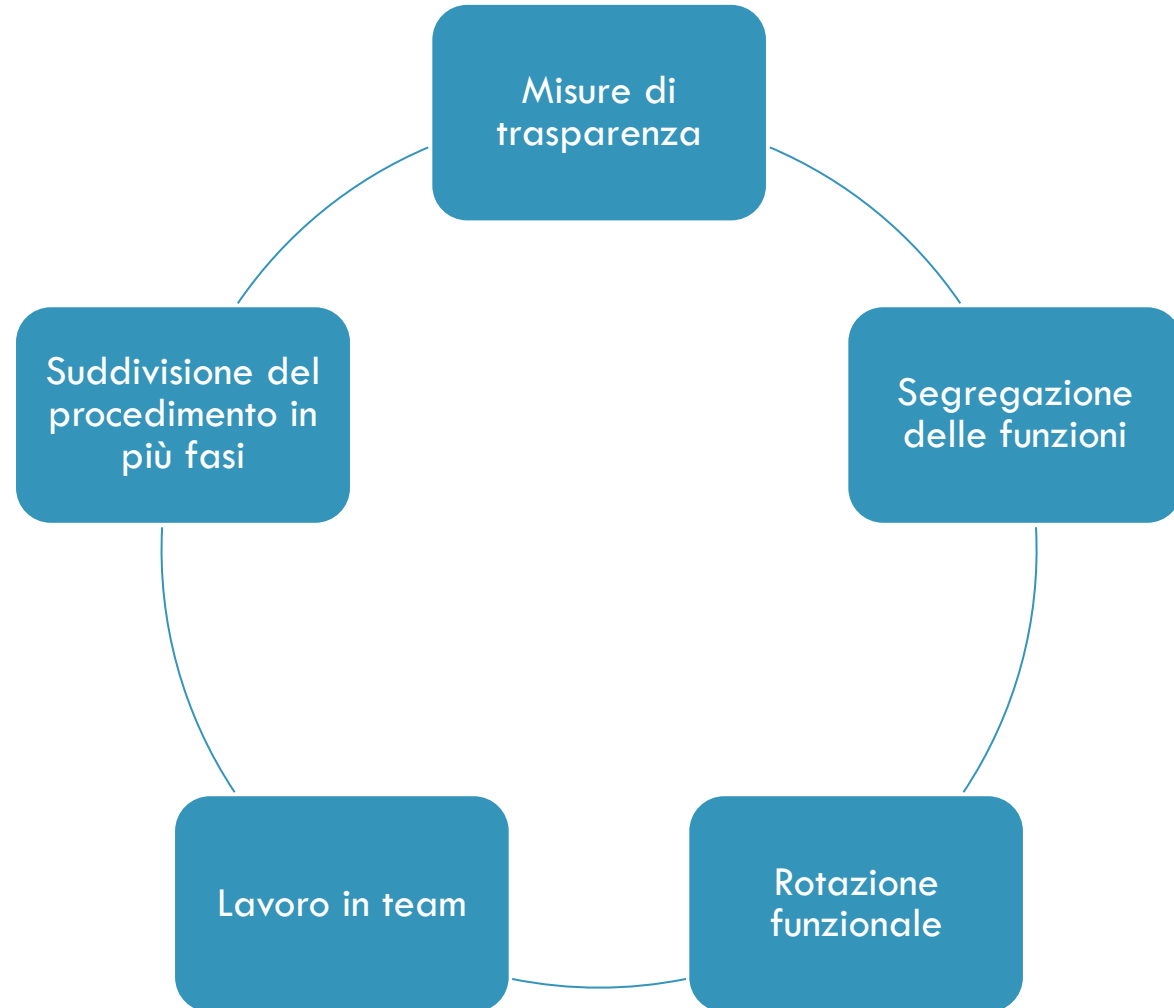 Misure di
trasparenza
Segregazione
delle funzioni
Rotazione
funzionale
Lavoro in team
Suddivisione del
procedimento in
più fasi